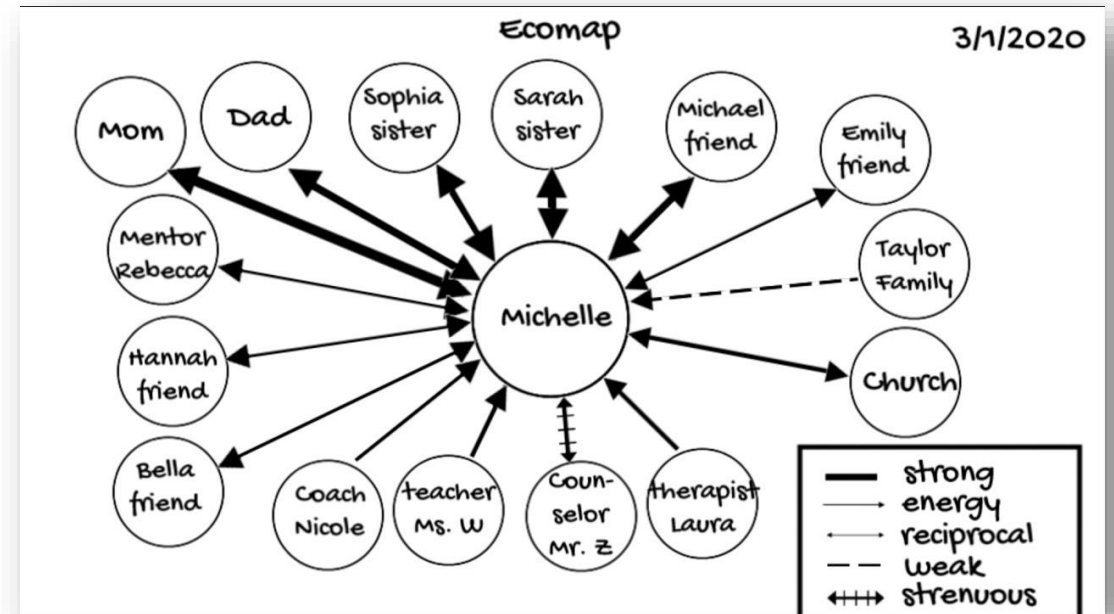 Ecomap
3/1/2020
Mom
Dad
Sophia
sister
Sarah
sister
Michael
friend
Emily
friend
Mentor
Rebecca
Taylor
Family
Michelle
Hannah
friend
Church
Bella
friend
Coach
Nicole
teacher
Ms. W
Coun-
selor
Mr. Z
therapist
Laura
strong
energy
reciprocal
weak
strenuous